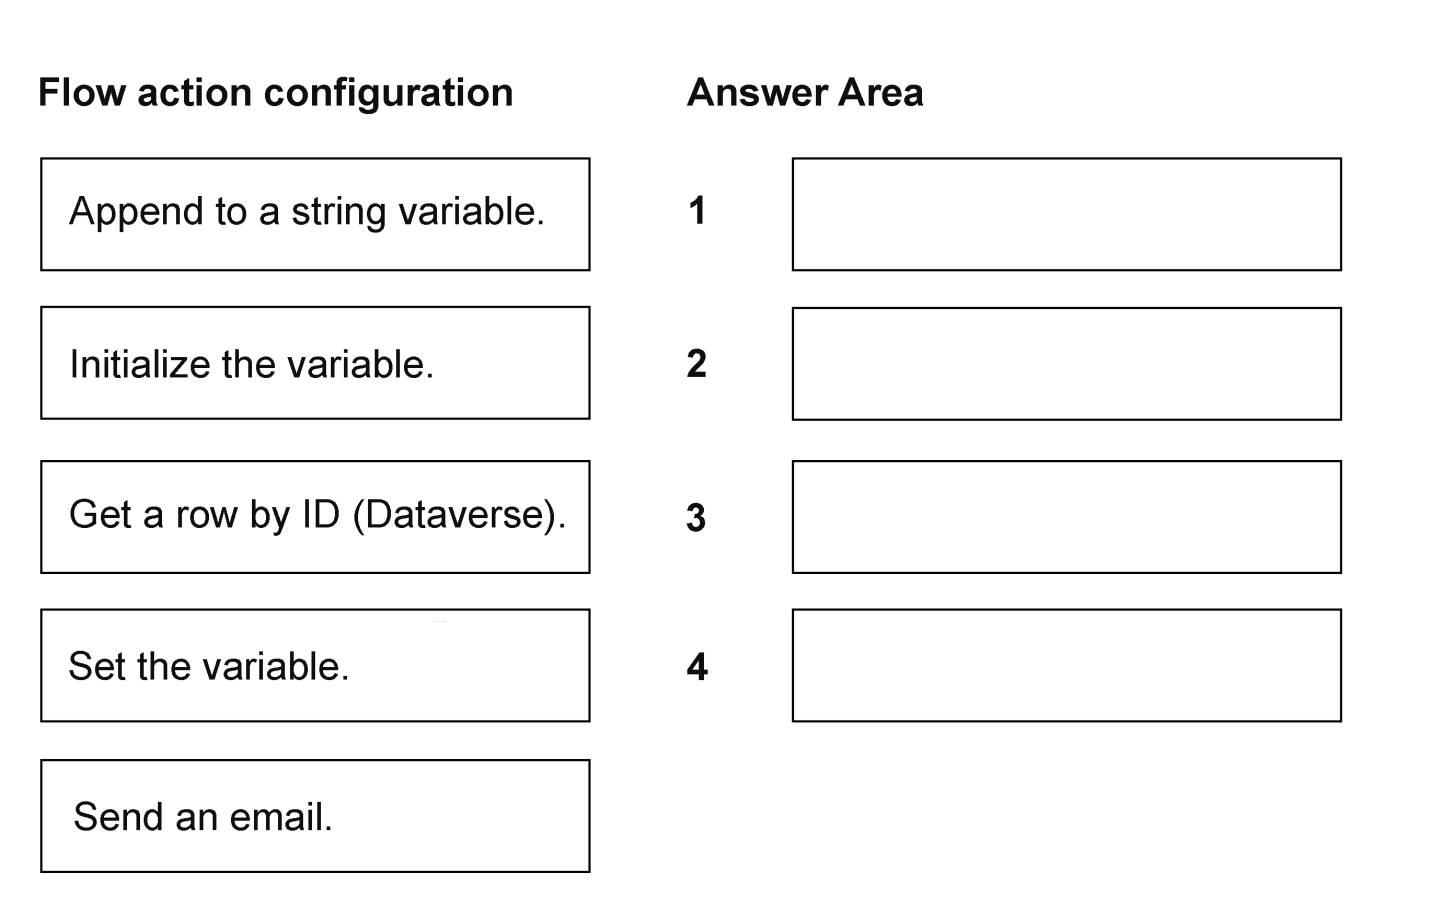 Flow action configuration
Answer Area
Append to a string variable.
1
Initialize the variable.
2
Get a row by ID (Dataverse).
3
Set the variable.
4
Send an email.